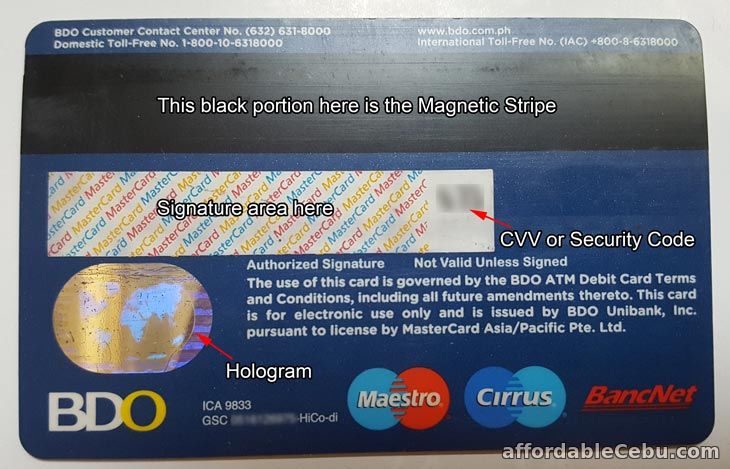 BDO Customer Contact Center No. (632) 631-8000
Domestic Toll-Free No. 1-800-10-6318000
www.bdo.com.ph
International Toll-Free No. (IAC) +800-8-6318000
This black portion here is the Magnetic Stripe
MasterCard MasterCard MasterCard MasterCard
Signature area here
CVV or Security Code
Authorized Signature Not Valid Unless Signed
The use of this card is governed by the BDO ATM Debit Card Terms
and Conditions, including all future amendments thereto. This card
is for electronic use only and is issued by BDO Unibank, Inc.
pursuant to license by MasterCard Asia/Pacific Pte. Ltd.
Hologram
BDO
ICA 9833
GSC -HiCo-di
Maestro
Cirrus
BancNet
affordableCebu.com